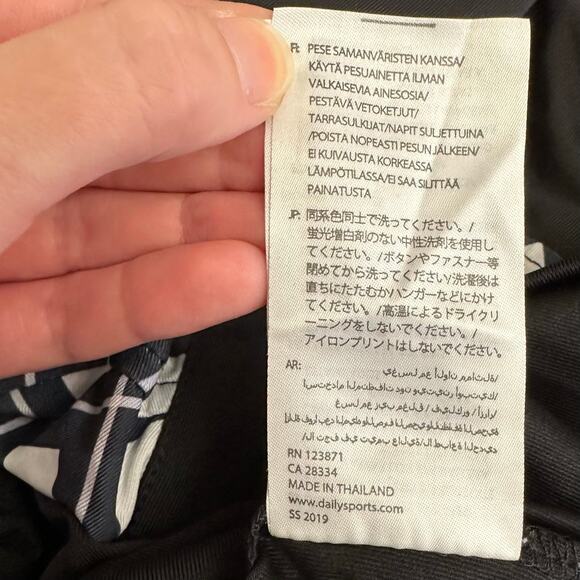 FI: PESE SAMANVÄRISTEN KANSSA/
KÄYTÄ PESUAINETTA ILMAN
VALKAISEVIA AINESOSIA/
PESTÄVÄ VETOKETJUT/
TARRASULKIJAT/NAPIT SULJETTUINA
/POISTA NOPEASTI PESUN JÄLKEEN/
EI KUIVAUSTA KORKEASSA
LÄMPÖTILASSA/EI SAA SILITTÄÄ
PAINATUSTA
JP: 同系色同士で洗ってください。/
蛍光増白剤のない中性洗剤を使用し
てください。/ボタンやファスナー等
閉めてから洗ってください/洗濯後は
直ちにたたむかハンガーなどにかけ
てください。/高温によるドライクリ
ーニングをしないでください。/
アイロンプリントはしないでください。
AR:
RN 123871
CA 28334
MADE IN THAILAND
www.dailysports.com
SS 2019